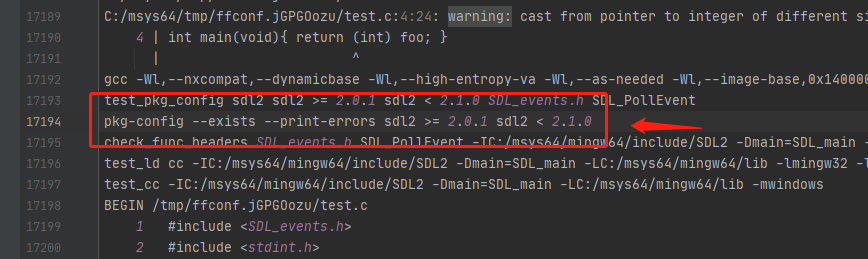 17189 C:/msys64/tmp/ffconf.jGPGOozu/test.c:4:24: warning: cast from pointer to integer of different si
17190 4 | int main(void){ return (int) foo; }
17191 | ^
17192 gcc -Wl,--nxcompat,--dynamicbase -Wl,--high-entropy-va -Wl,--as-needed -Wl,--image-base,0x140000
17193 test_pkg_config sdl2 sdl2 >= 2.0.1 sdl2 < 2.1.0 SDL_events.h SDL_PollEvent
17194 pkg-config --exists --print-errors sdl2 >= 2.0.1 sdl2 < 2.1.0
17195 check_func_headers SDL_events.h SDL_PollEvent -IC:/msys64/mingw64/include/SDL2 -Dmain=SDL_main -
17196 test_ld cc -IC:/msys64/mingw64/include/SDL2 -Dmain=SDL_main -LC:/msys64/mingw64/lib -lmingw32 -l
17197 test_cc -IC:/msys64/mingw64/include/SDL2 -Dmain=SDL_main -LC:/msys64/mingw64/lib -mwindows
17198 BEGIN /tmp/ffconf.jGPGOozu/test.c
17199 1 #include <SDL_events.h>
17200 2 #include <stdint.h>